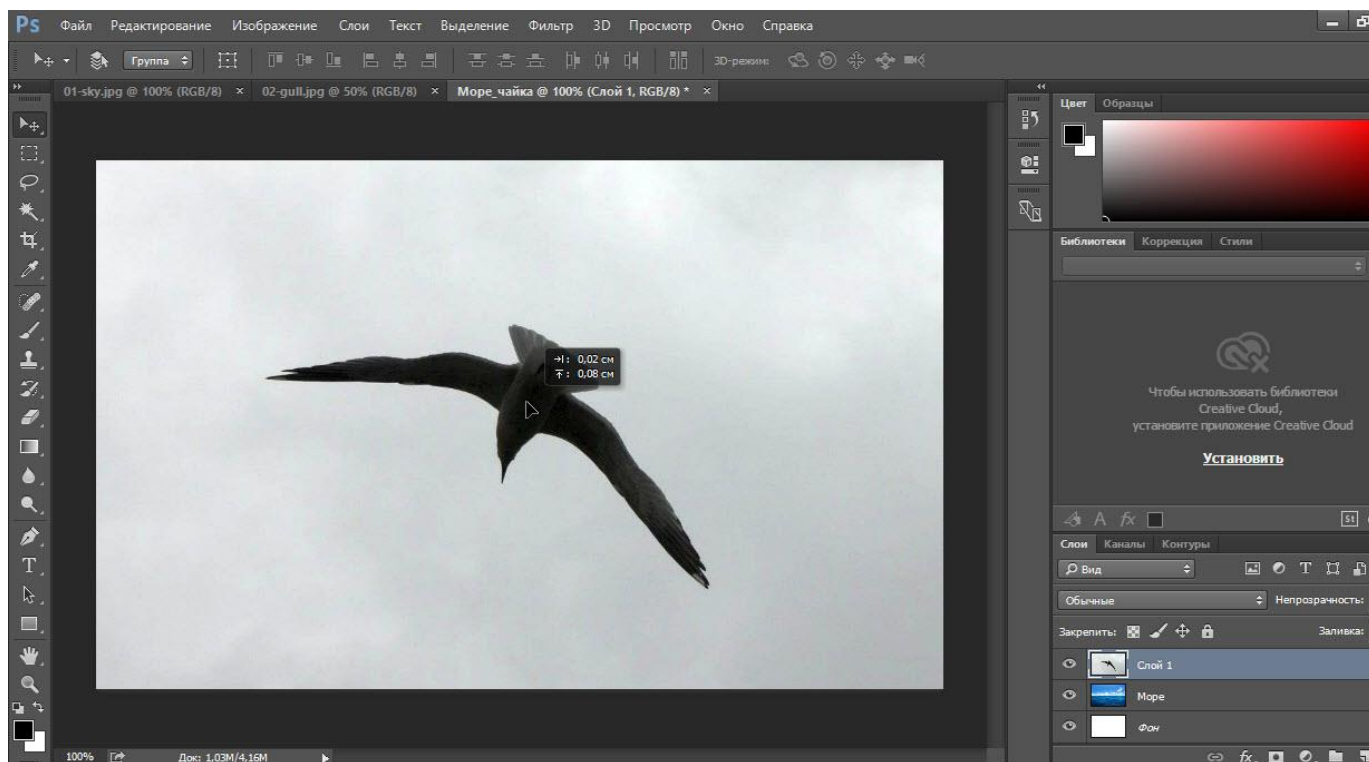 Ps Файл Редактирование Изображение Слои Текст Выделение Фильтр 3D Просмотр Окно Справка
Группа 3D-режим:
01-sky.jpg @ 100% (RGB/8) × 02-gull.jpg @ 50% (RGB/8) × Море_чайка @ 100% (Слой 1, RGB/8) * ×
Цвет Образцы
Библиотеки Коррекция Стили
→|: 0,02 см
0,08 см
Чтобы использовать библиотеки
Creative Cloud,
установите приложение Creative Cloud
Установить
A fx St
Слои Каналы Контуры
Вид T
Обычные Непрозрачность:
Закрепить: Заливка:
Слой 1
Море
Фон
100% Док: 1,03M/4,16M fx
T